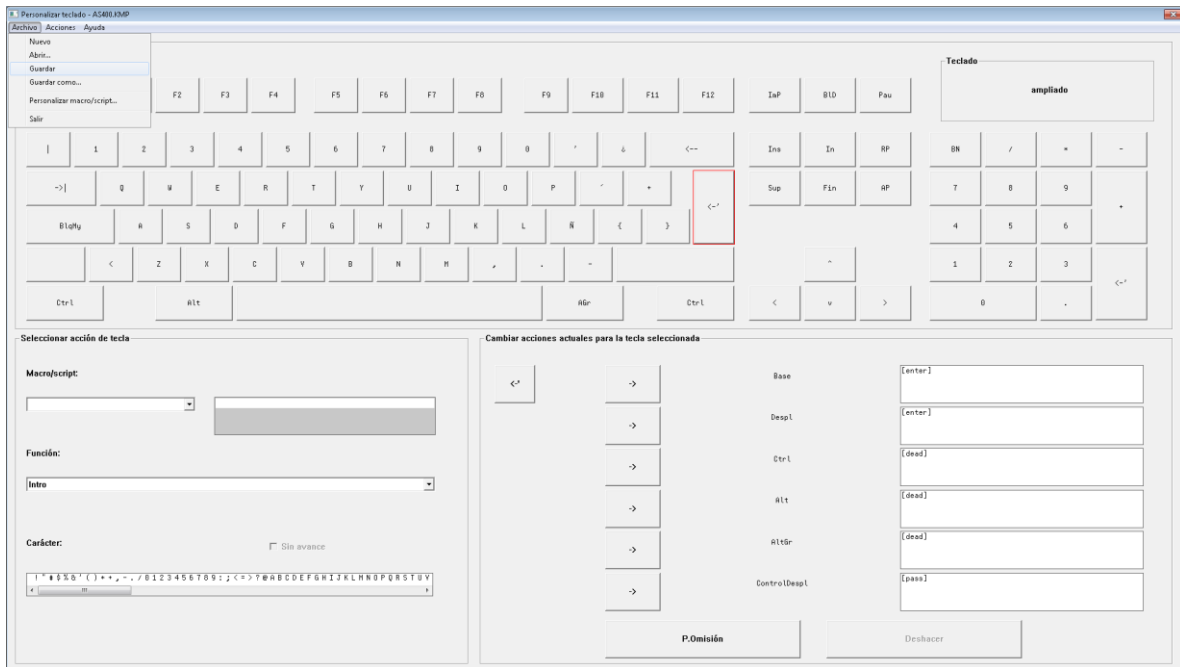 Personalizar teclado - AS400.KMP
Archivo Acciones Ayuda
Nuevo
Abrir...
Guardar
Guardar como...
Personalizar macro/script...
Salir
Teclado
ampliado
F2 F3 F4 F5 F6 F7 F8 F9 F10 F11 F12 ImP BlD Pau
| 1 2 3 4 5 6 7 8 9 0 ' ¿ <-- Ins In RP BN / * -
->| Q W E R T Y U I O P ´ + <-' Sup Fin AP 7 8 9 +
BlqMy A S D F G H J K L Ñ { } 4 5 6
< Z X C V B N M , . - ^ 1 2 3 <-'
Ctrl Alt AGr Ctrl < v > 0 .
Seleccionar acción de tecla
Macro/script:
Función:
Intro
Carácter:
Sin avance
! " # $ % & ' ( ) * + , - . / 0 1 2 3 4 5 6 7 8 9 : ; < = > ? @ A B C D E F G H I J K L M N O P Q R S T U V
Cambiar acciones actuales para la tecla seleccionada
<-' -> Base [enter]
-> Despl [enter]
-> Ctrl [dead]
-> Alt [dead]
-> AltGr [dead]
-> ControlDespl [pass]
P.Omisión Deshacer